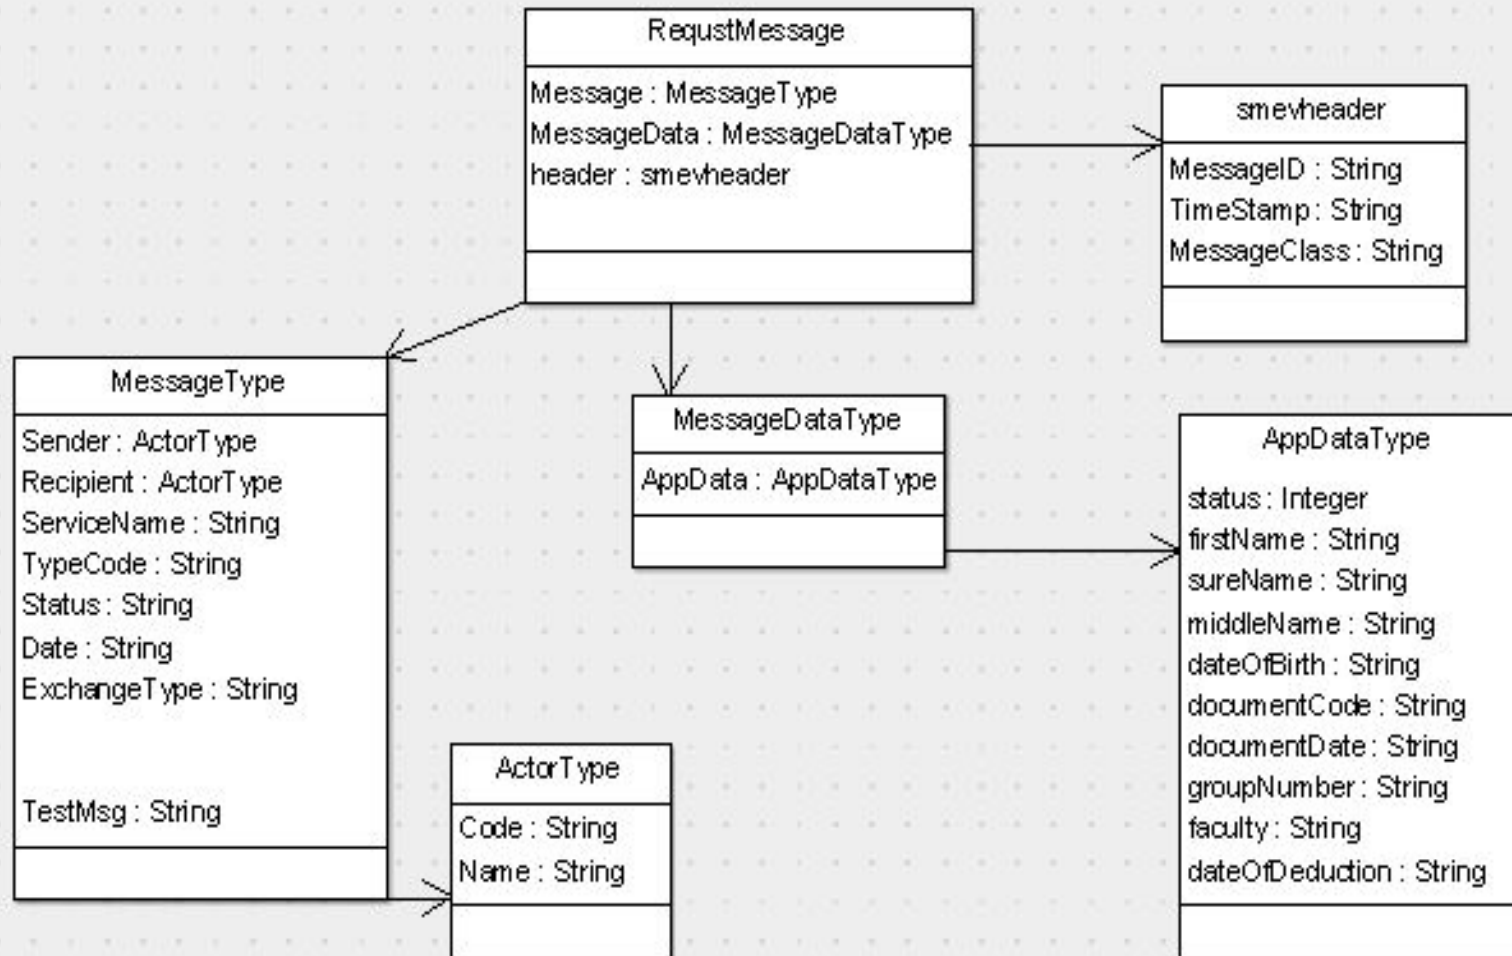 RequstMessage
Message : MessageType
MessageData : MessageDataType
header : smevheader
smevheader
MessageID : String
TimeStamp : String
MessageClass : String
MessageType
Sender : ActorType
Recipient : ActorType
ServiceName : String
TypeCode : String
Status : String
Date : String
ExchangeType : String
TestMsg : String
MessageDataType
AppData : AppDataType
AppDataType
status : Integer
firstName : String
sureName : String
middleName : String
dateOfBirth : String
documentCode : String
documentDate : String
groupNumber : String
faculty : String
dateOfDeduction : String
ActorType
Code : String
Name : String